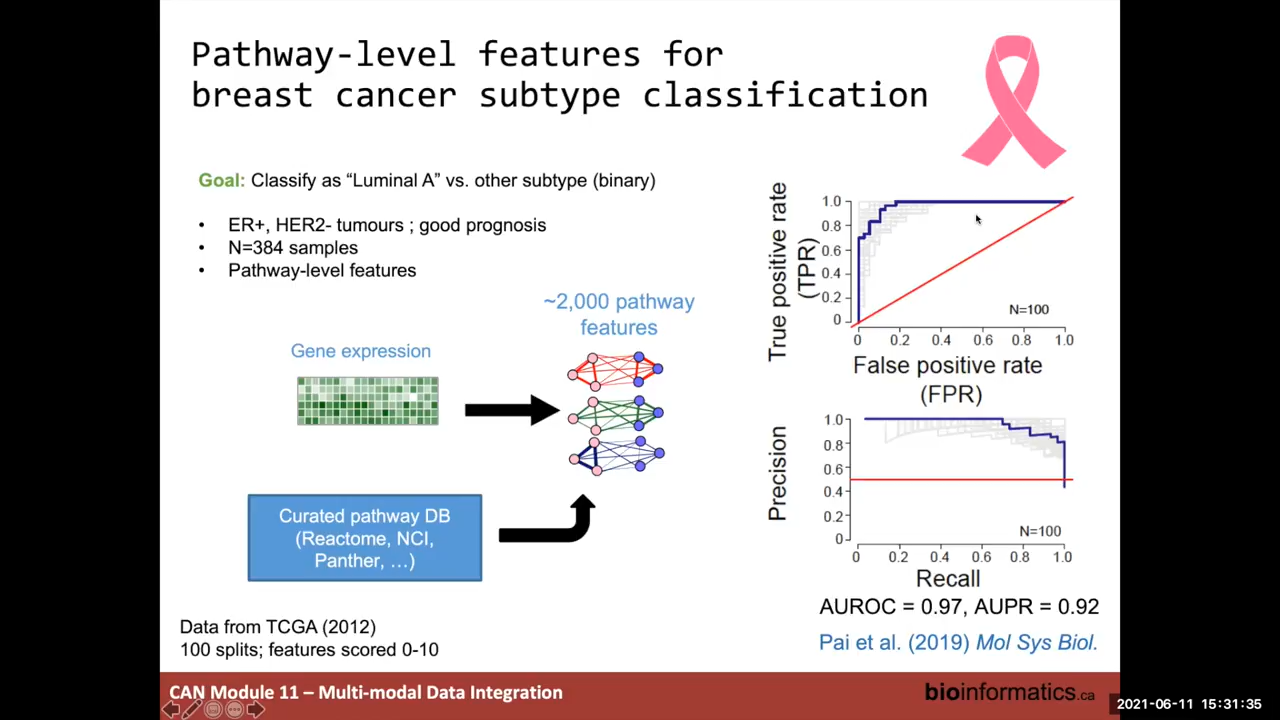 Pathway-level features for
breast cancer subtype classification
Goal: Classify as “Luminal A” vs. other subtype (binary)
• ER+, HER2- tumours ; good prognosis
• N=384 samples
• Pathway-level features
~2,000 pathway
features
Gene expression
Curated pathway DB
(Reactome, NCI,
Panther, …)
Data from TCGA (2012)
100 splits; features scored 0-10
True positive rate
(TPR)
1.0
0.8
0.6
0.4
0.2
0
N=100
0 0.2 0.4 0.6 0.8 1.0
False positive rate
(FPR)
Precision
1.0
0.8
0.6
0.4
0.2
0
N=100
0 0.2 0.4 0.6 0.8 1.0
Recall
AUROC = 0.97, AUPR = 0.92
Pai et al. (2019) Mol Sys Biol.
CAN Module 11 – Multi-modal Data Integration
bioinformatics.ca
2021-06-11 15:31:35